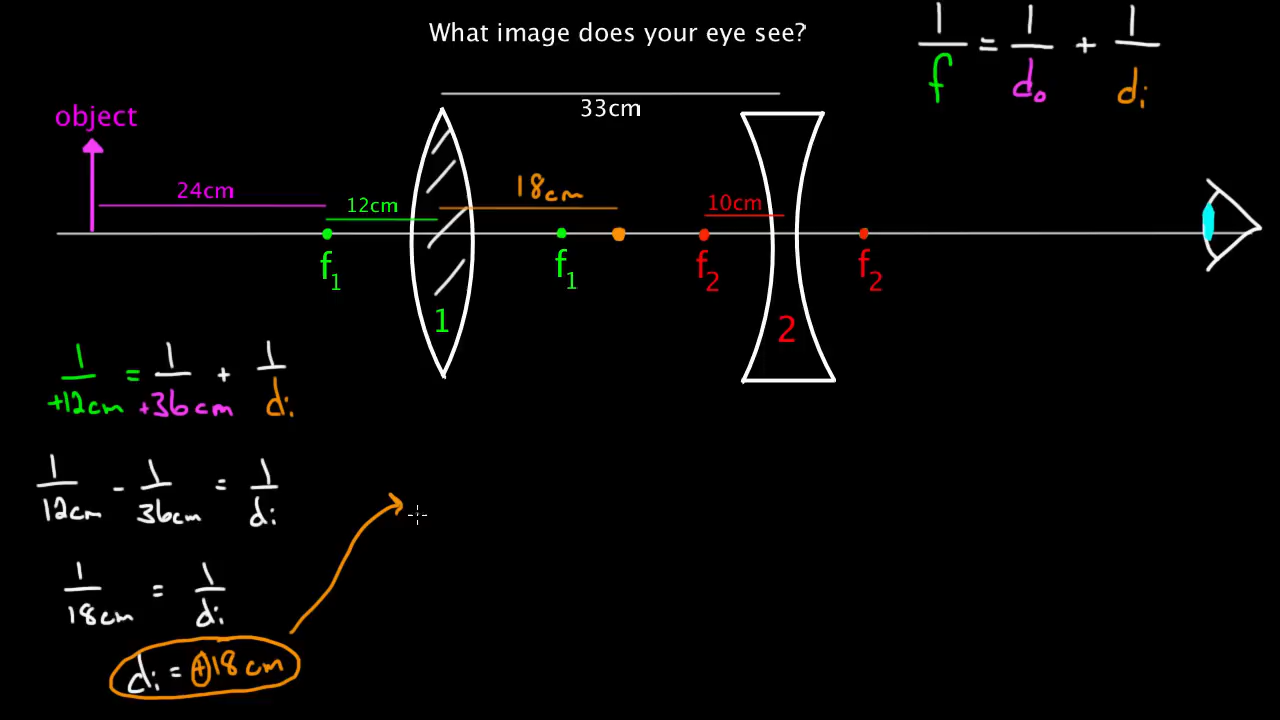 What image does your eye see?
1/f = 1/do + 1/di
33cm
object
24cm
12cm
18cm
10cm
f1
f1
f2
f2
1
2
1/+12cm = 1/+36cm + 1/di
1/12cm - 1/36cm = 1/di
1/18cm = 1/di
di = +18cm